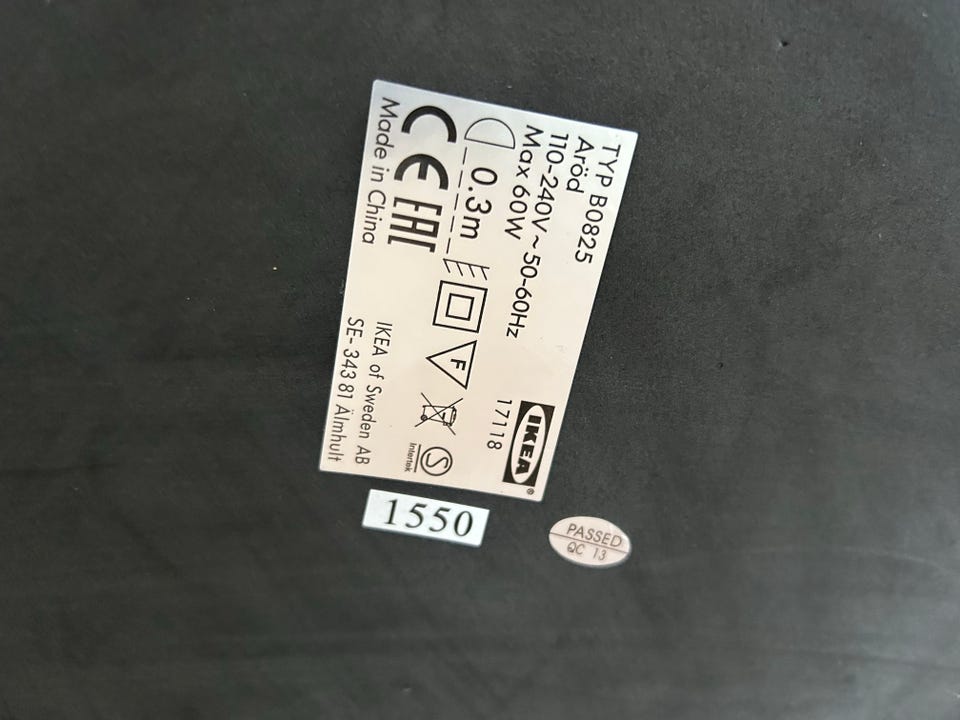 TYP B0825
Aröd
110-240V ~ 50-60Hz
Max 60W
IKEA®
17118
0.3m
F
S
Intertek
CE EAC
Made in China
IKEA of Sweden AB
SE- 343 81 Älmhult
1550
PASSED
QC 13